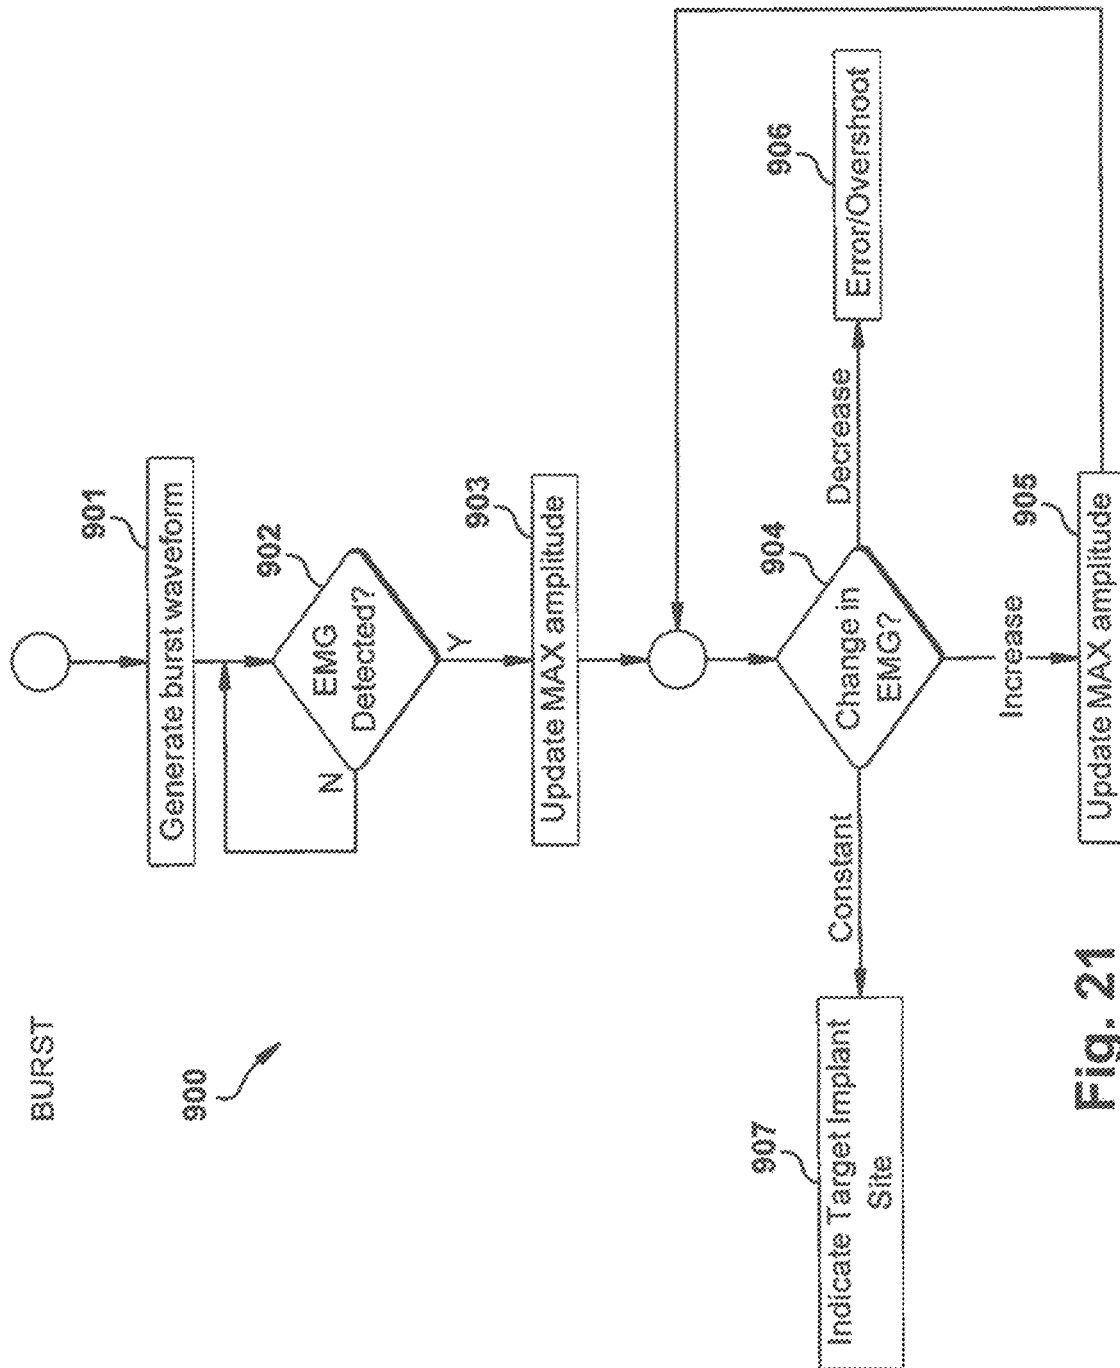 BURST
900
901
Generate burst waveform
902
EMG
Detected?
N
Y
903
Update MAX amplitude
904
Change in
EMG?
Constant
Decrease
Increase
907
Indicate Target Implant
Site
906
Error/Overshoot
905
Update MAX amplitude
Fig. 21